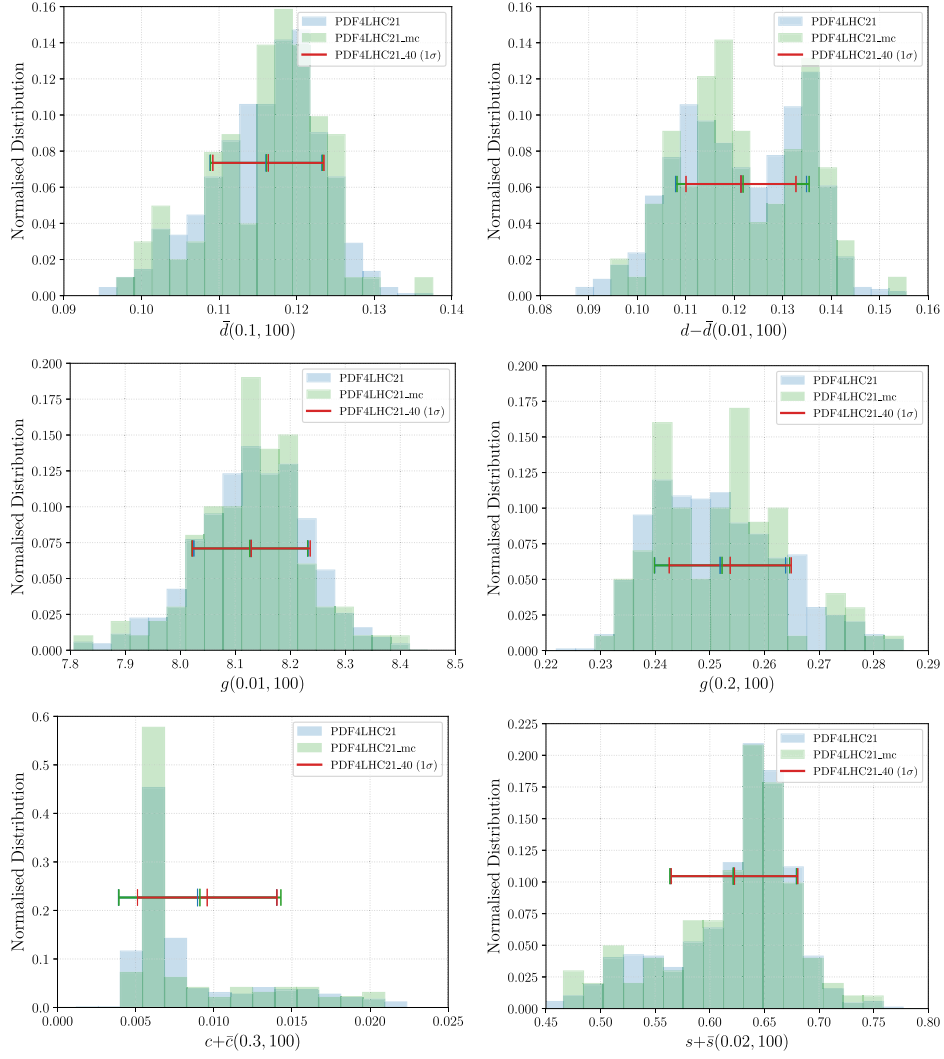 0.16
0.14
0.12
0.10
0.08
0.06
0.04
0.02
0.00
Normalised Distribution
PDF4LHC21
PDF4LHC21_mc
PDF4LHC21_40 (1σ)
0.09 0.10 0.11 0.12 0.13 0.14
d̄(0.1, 100)
0.16
0.14
0.12
0.10
0.08
0.06
0.04
0.02
0.00
Normalised Distribution
PDF4LHC21
PDF4LHC21_mc
PDF4LHC21_40 (1σ)
0.08 0.09 0.10 0.11 0.12 0.13 0.14 0.15 0.16
d−d̄(0.01, 100)
0.200
0.175
0.150
0.125
0.100
0.075
0.050
0.025
0.000
Normalised Distribution
PDF4LHC21
PDF4LHC21_mc
PDF4LHC21_40 (1σ)
7.8 7.9 8.0 8.1 8.2 8.3 8.4 8.5
g(0.01, 100)
0.200
0.175
0.150
0.125
0.100
0.075
0.050
0.025
0.000
Normalised Distribution
PDF4LHC21
PDF4LHC21_mc
PDF4LHC21_40 (1σ)
0.22 0.23 0.24 0.25 0.26 0.27 0.28 0.29
g(0.2, 100)
0.6
0.5
0.4
0.3
0.2
0.1
0.0
Normalised Distribution
PDF4LHC21
PDF4LHC21_mc
PDF4LHC21_40 (1σ)
0.000 0.005 0.010 0.015 0.020 0.025
c+c̄(0.3, 100)
0.225
0.200
0.175
0.150
0.125
0.100
0.075
0.050
0.025
0.000
Normalised Distribution
PDF4LHC21
PDF4LHC21_mc
PDF4LHC21_40 (1σ)
0.45 0.50 0.55 0.60 0.65 0.70 0.75 0.80
s+s̄(0.02, 100)